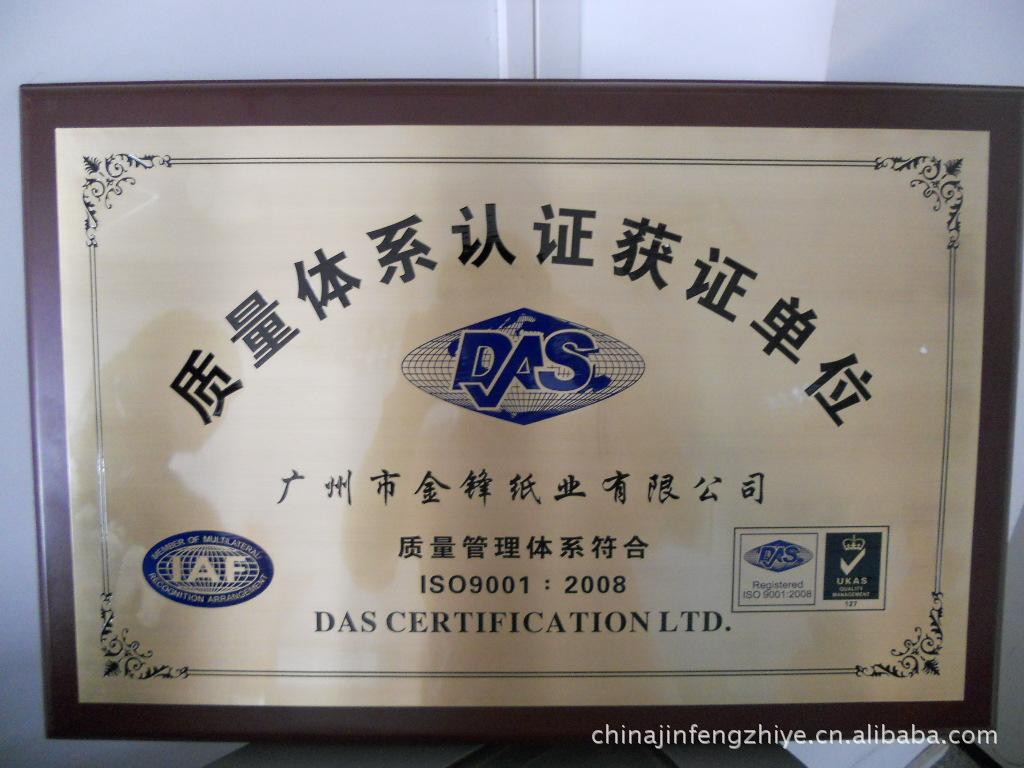 质量体系认证获证单位
DAS
广州市金锋纸业有限公司
MEMBER OF MULTILATERAL
IAF
RECOGNITION ARRANGEMENT
质量管理体系符合
ISO9001：2008
DAS CERTIFICATION LTD.
DAS
Registered
ISO 9001:2008
UKAS
QUALITY
MANAGEMENT
127
chinajinfengzhiye.cn.alibaba.com